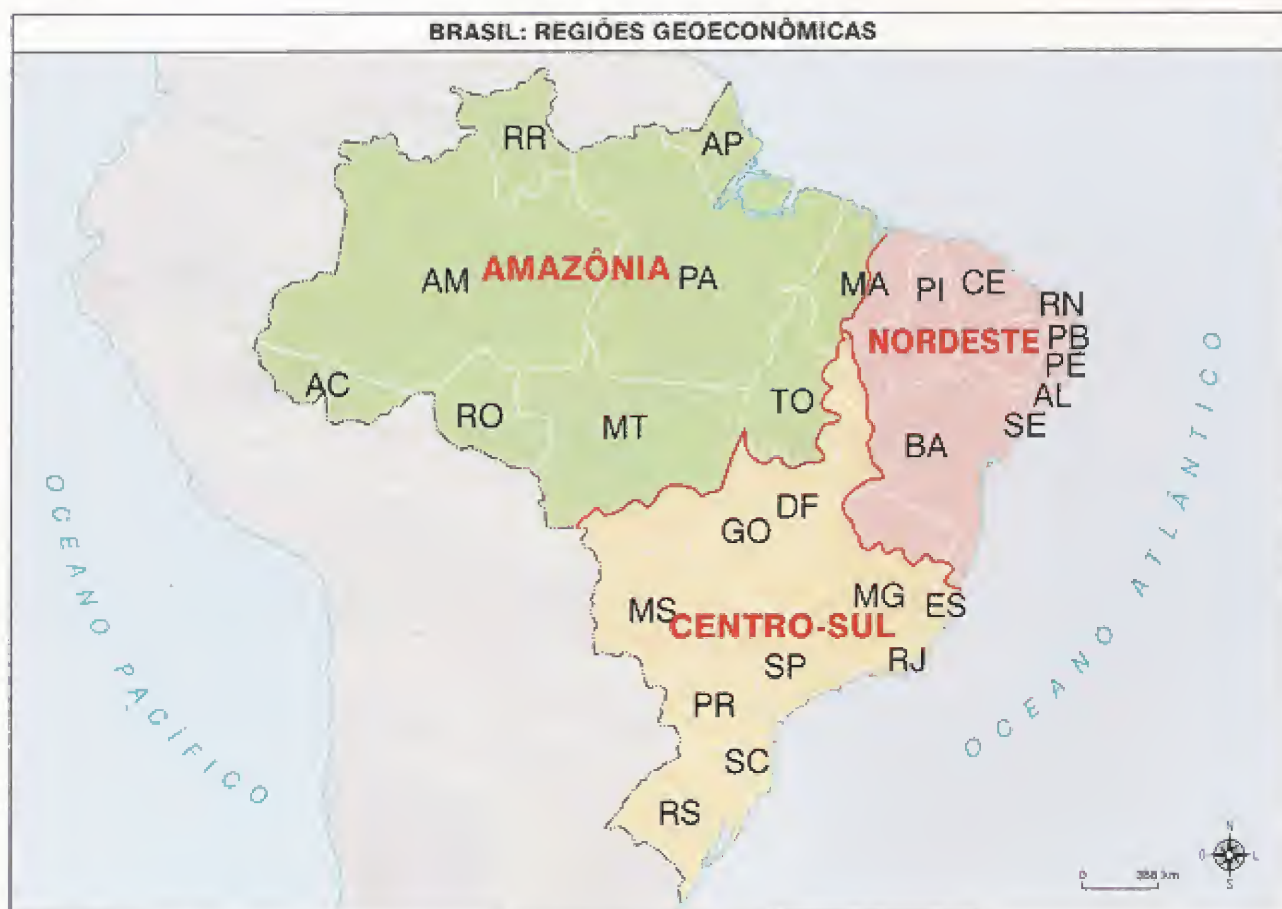 BRASIL: REGIÕES GEOECONÔMICAS
RR
AP
AM
AMAZÔNIA
PA
MA
PI
CE
RN
NORDESTE
PB
PE
AL
SE
AC
RO
MT
TO
BA
DF
GO
MS
MG
ES
CENTRO-SUL
SP
RJ
PR
SC
RS
OCEANO PACÍFICO
OCEANO ATLÂNTICO
N
O
L
S
0
km